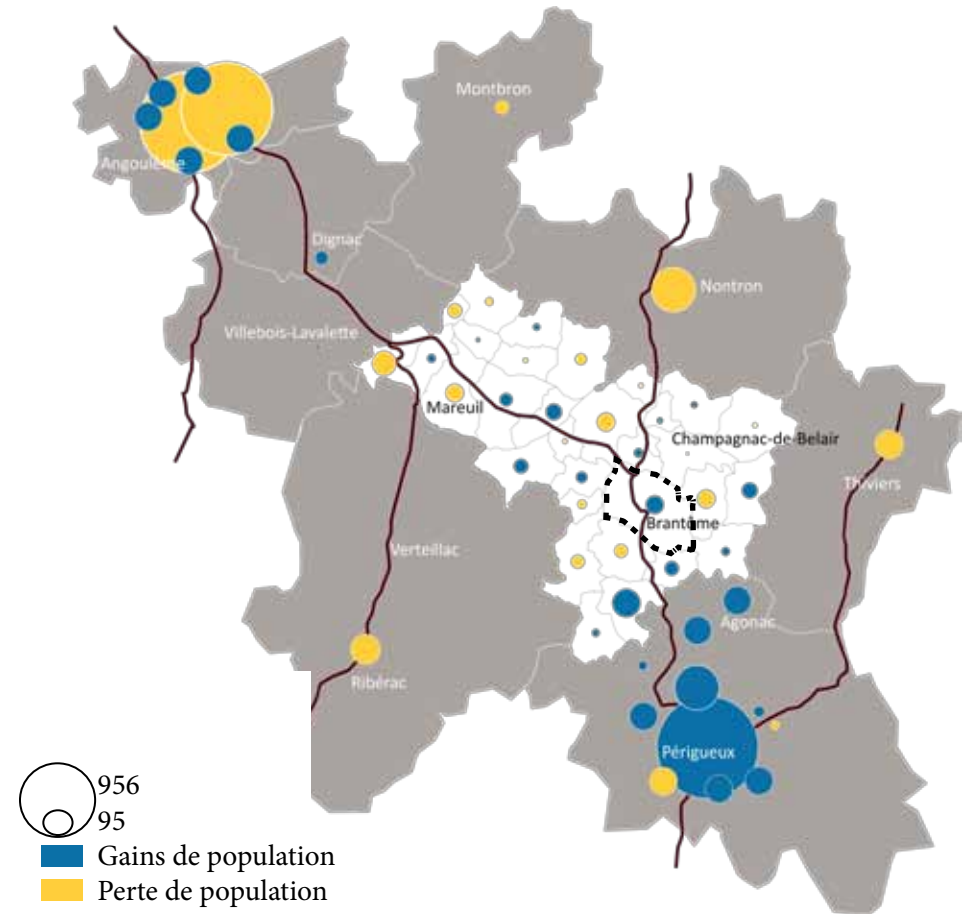 Montbron
Angoulême
Dignac
Nontron
Villebois-Lavalette
Mareuil
Champagnac-de-Belair
Thiviers
Brantôme
Verteillac
Agonac
Ribérac
Périgueux
956
95
Gains de population
Perte de population